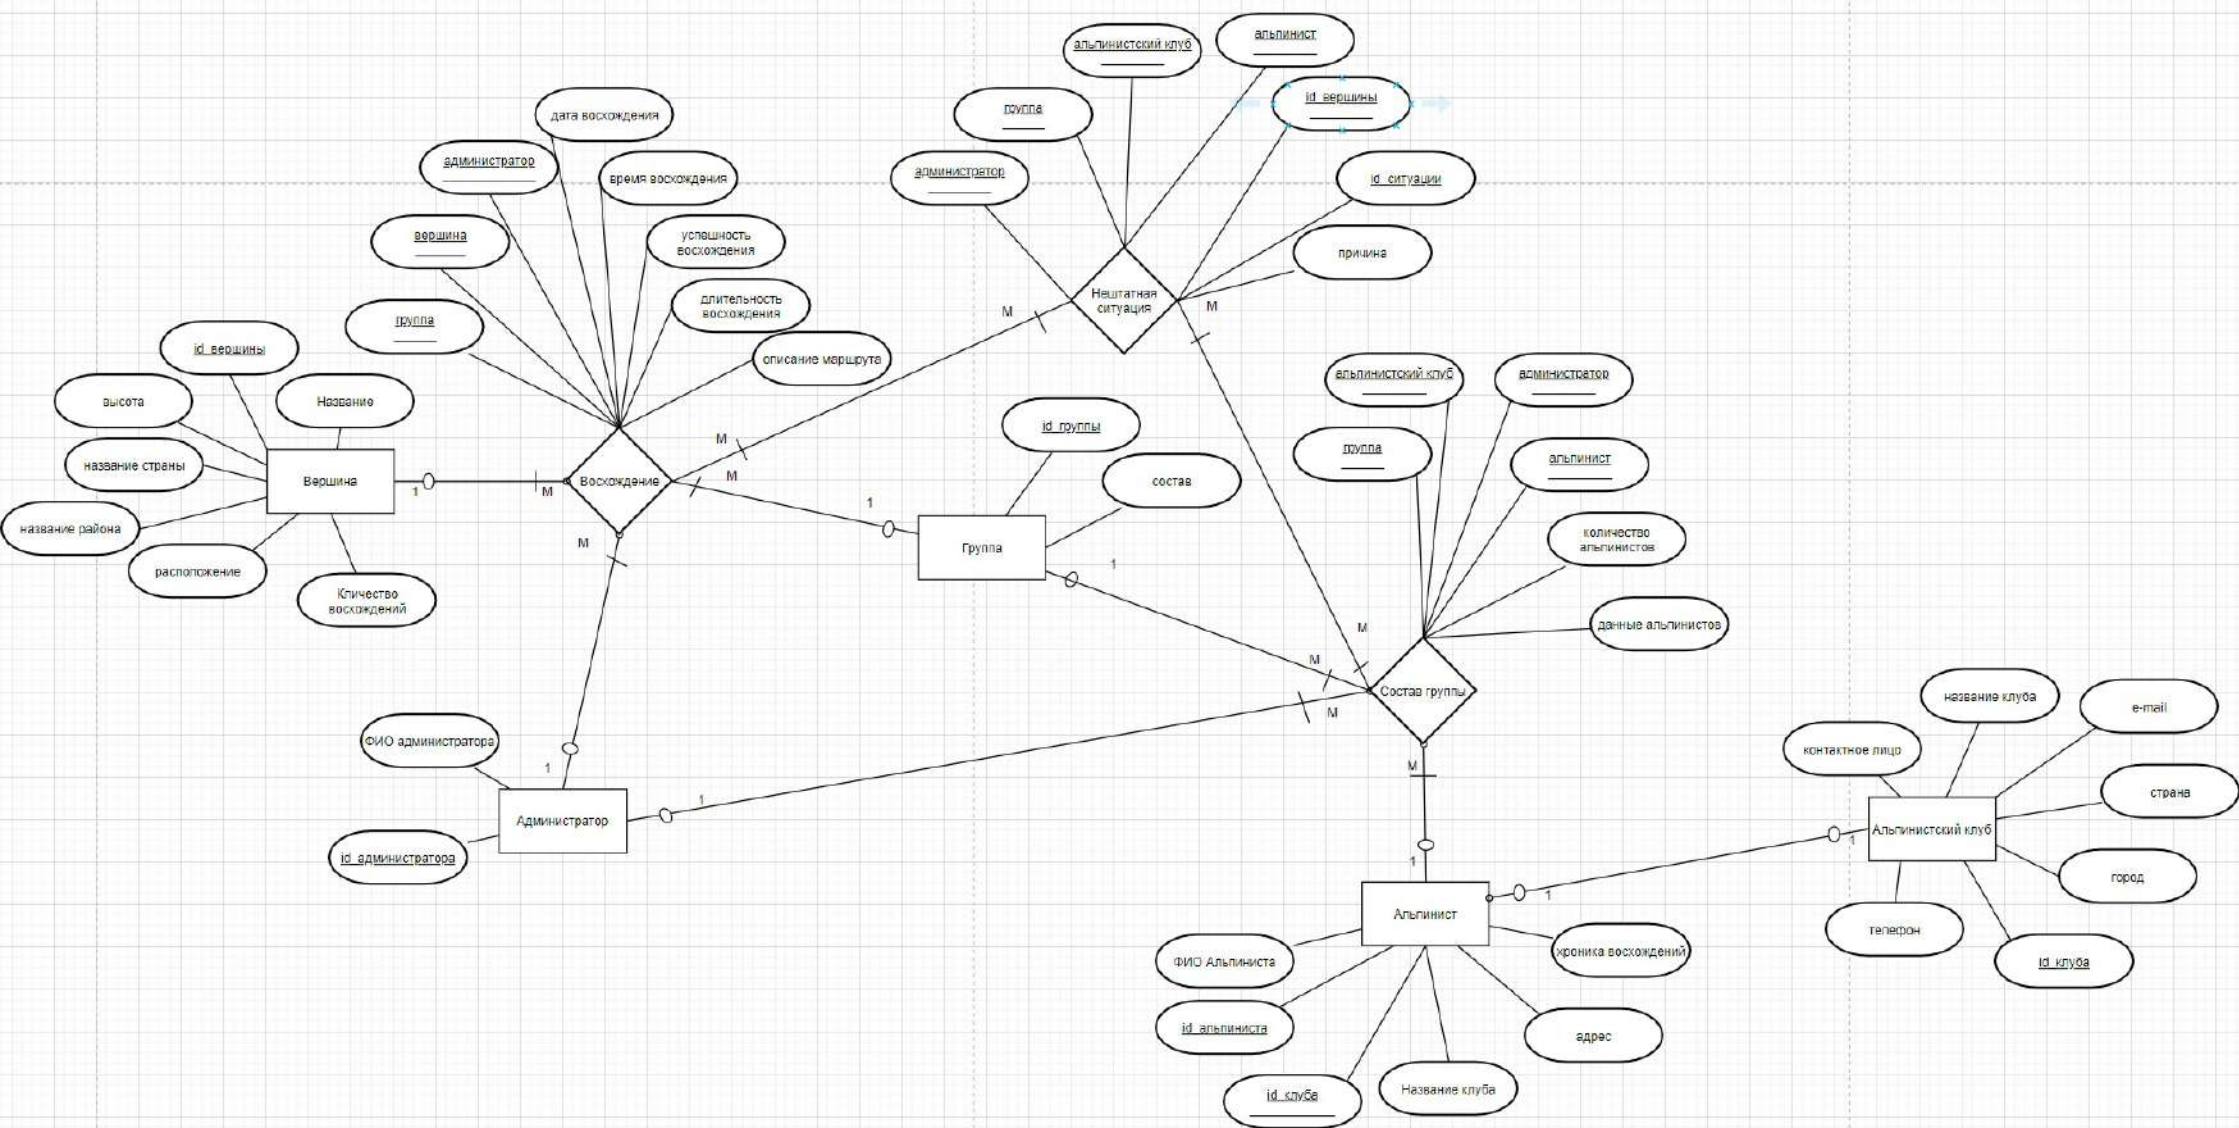 альпинистский клуб
альпинист
id_вершины
группа
администратор
id_ситуации
причина
Нештатная
ситуация
М
М
дата восхождения
администратор
время восхождения
вершина
успешность
восхождения
длительность
восхождения
группа
описание маршрута
id_вершины
высота
Название
название страны
Вершина
название района
расположение
Кличество
восхождений
1
М
Восхождение
М
М
М
1
id_группы
состав
Группа
1
альпинистский клуб
администратор
группа
альпинист
количество
альпинистов
данные альпинистов
М
М
М
Состав группы
М
1
ФИО администратора
1
1
Администратор
id_администратора
название клуба
e-mail
контактное лицо
страна
Альпинистский клуб
1
город
телефон
id_клуба
1
Альпинист
ФИО Альпиниста
хроника восхождений
id_альпиниста
адрес
id_клуба
Название клуба